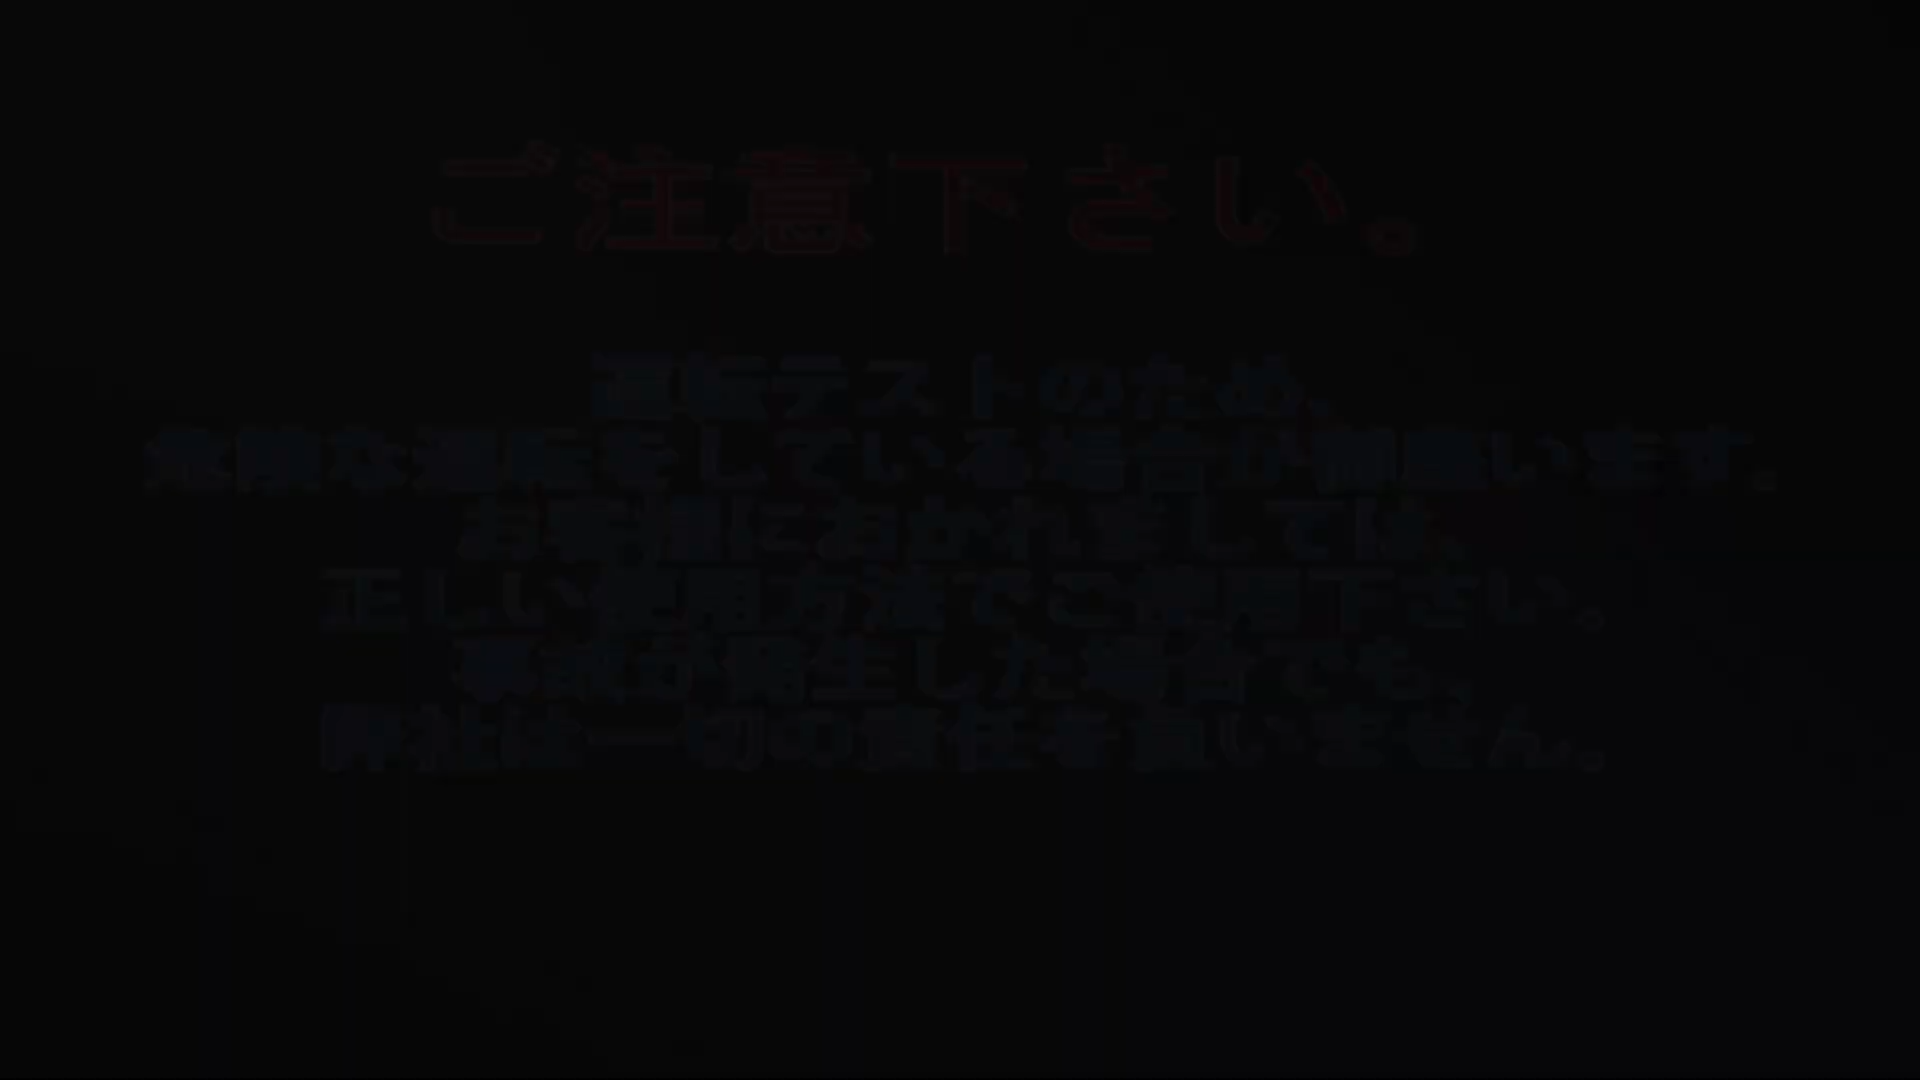 ご注意下さい。
運転テストのため、
危険な運転をしている場合が御座います。
お客様におかれましては、
正しい使用方法でご使用下さい。
事故が発生した場合でも、
弊社は一切の責任を負いません。